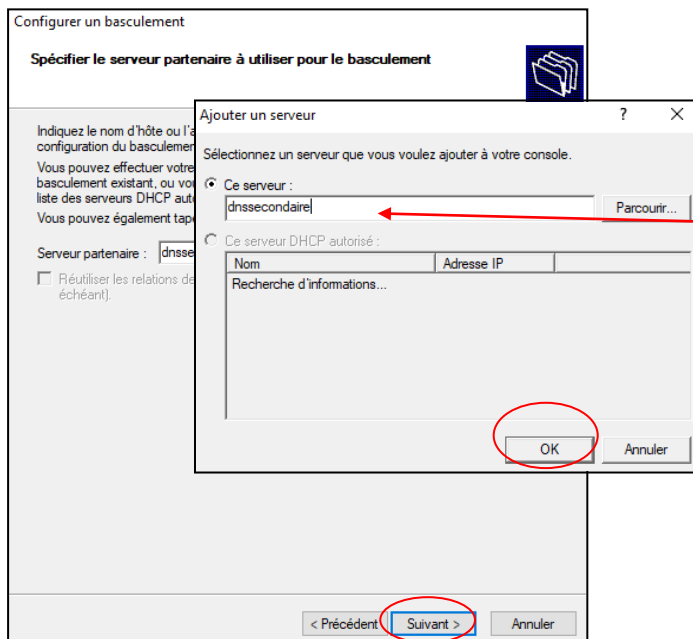 Configurer un basculement
Spécifier le serveur partenaire à utiliser pour le basculement
Indiquez le nom d'hôte ou l'a
configuration du basculemen
Vous pouvez effectuer votre
basculement existant, ou vo
liste des serveurs DHCP auto
Vous pouvez également tape
Serveur partenaire : dnsse
Réutiliser les relations de
échéant).
< Précédent
Suivant >
Annuler
Ajouter un serveur
? X
Sélectionnez un serveur que vous voulez ajouter à votre console.
Ce serveur :
dnssecondaire
Parcourir...
Ce serveur DHCP autorisé :
Nom Adresse IP
Recherche d'informations...
OK
Annuler